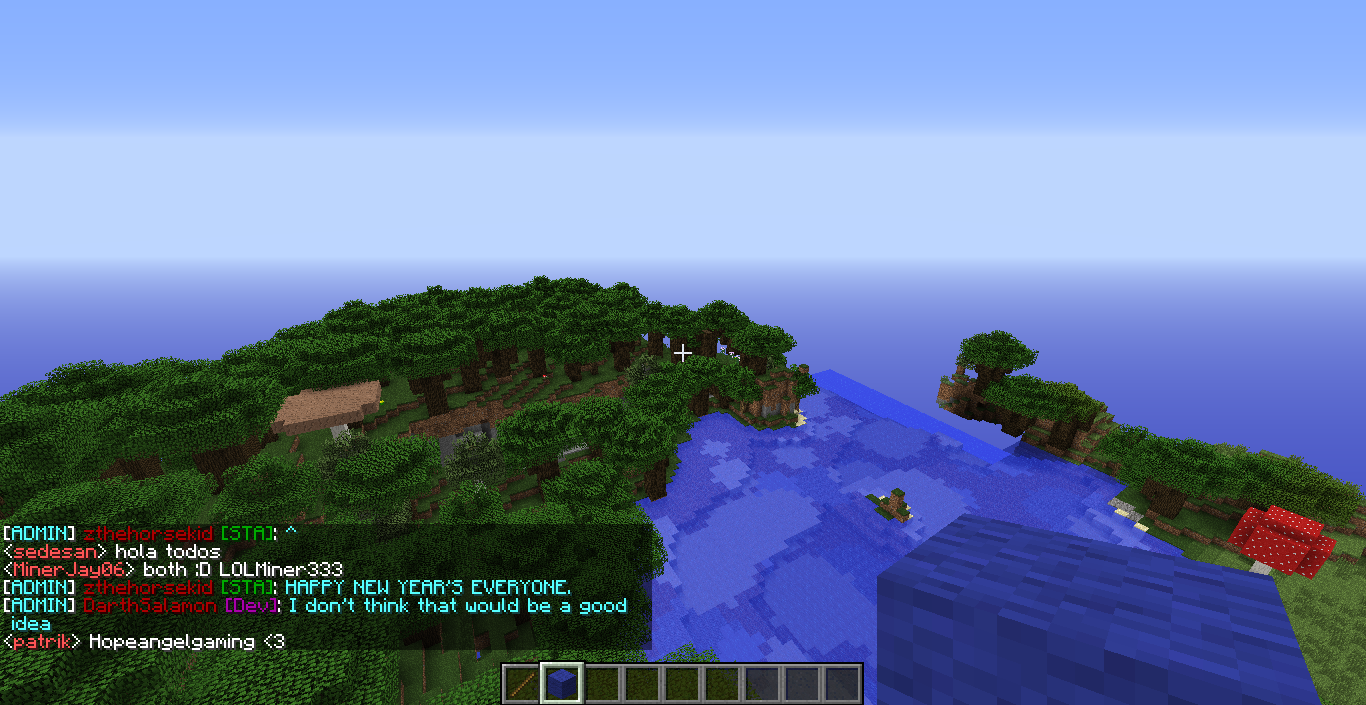 [ADMIN] zthehorsekid [STA]: ^
<sedesan> hola todos
<MinerJay06> both :D LOLMiner333
[ADMIN] zthehorsekid [STA]: HAPPY NEW YEAR'S EVERYONE.
[ADMIN] DarthSalamon [Dev]: I don't think that would be a good
idea
<patrik> Hopeangelgaming <3